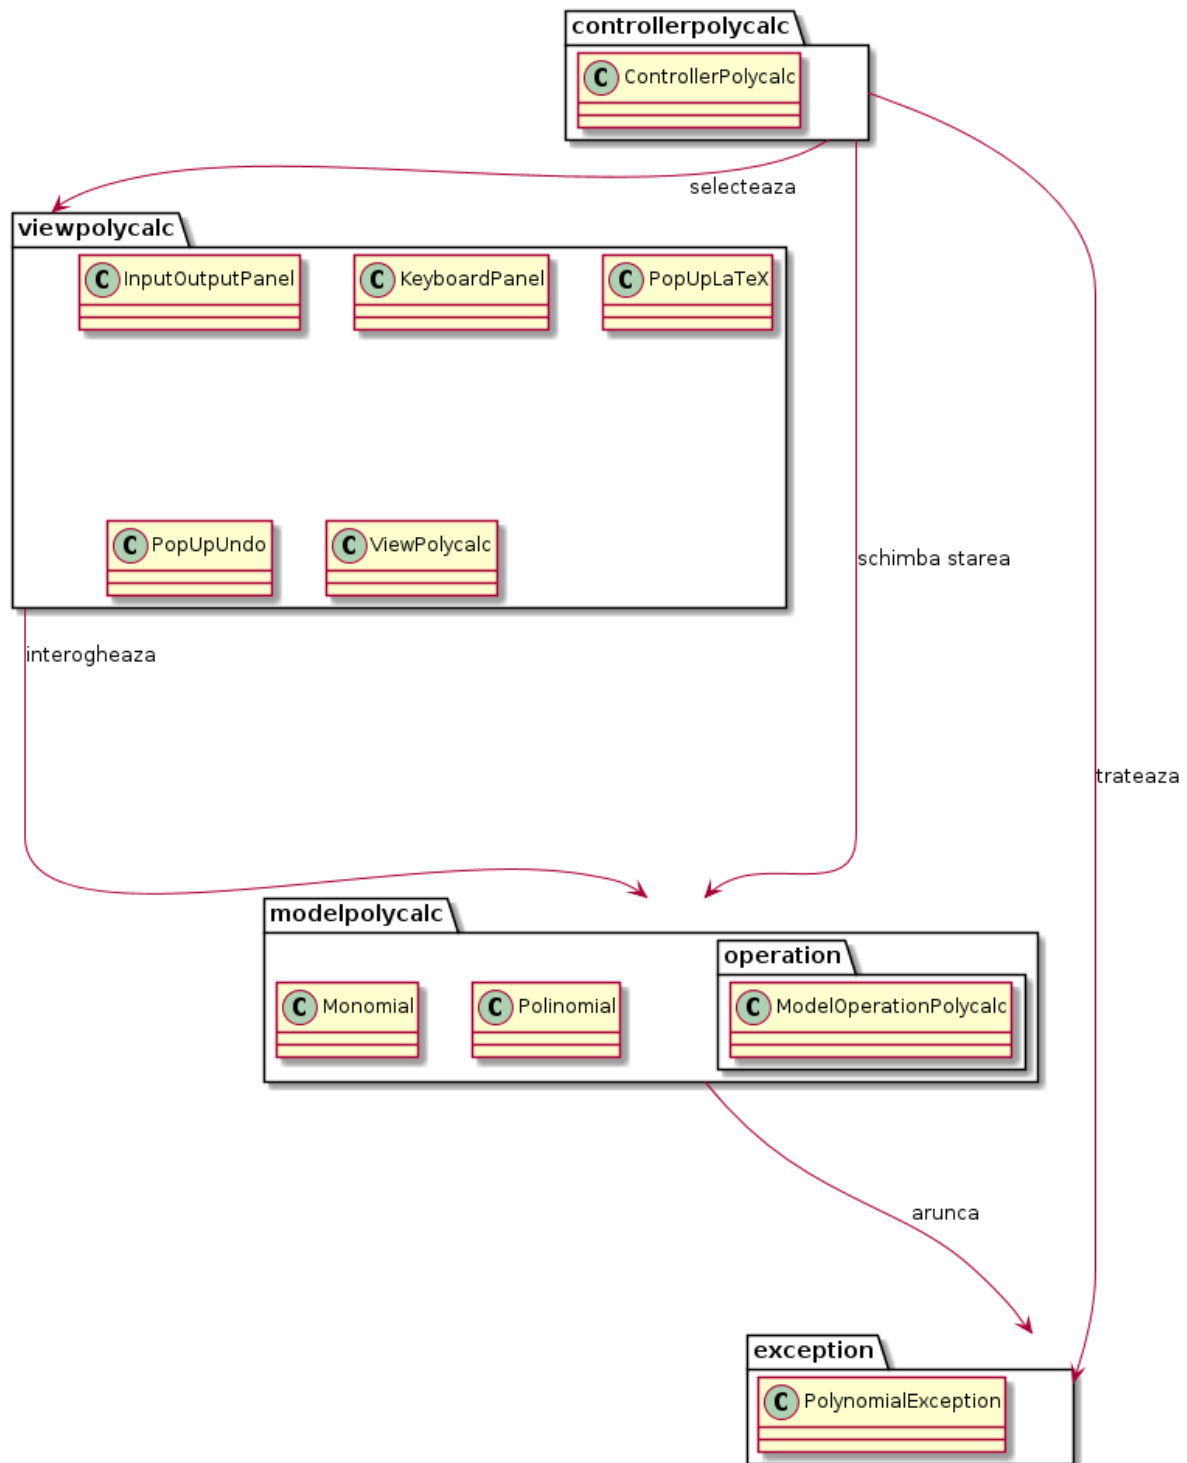 controllerpolycalc
C ControllerPolycalc
selecteaza
viewpolycalc
C InputOutputPanel
C KeyboardPanel
C PopUpLaTeX
C PopUpUndo
C ViewPolycalc
schimba starea
interogheaza
trateaza
modelpolycalc
operation
C Monomial
C Polinomial
C ModelOperationPolycalc
arunca
exception
C PolynomialException